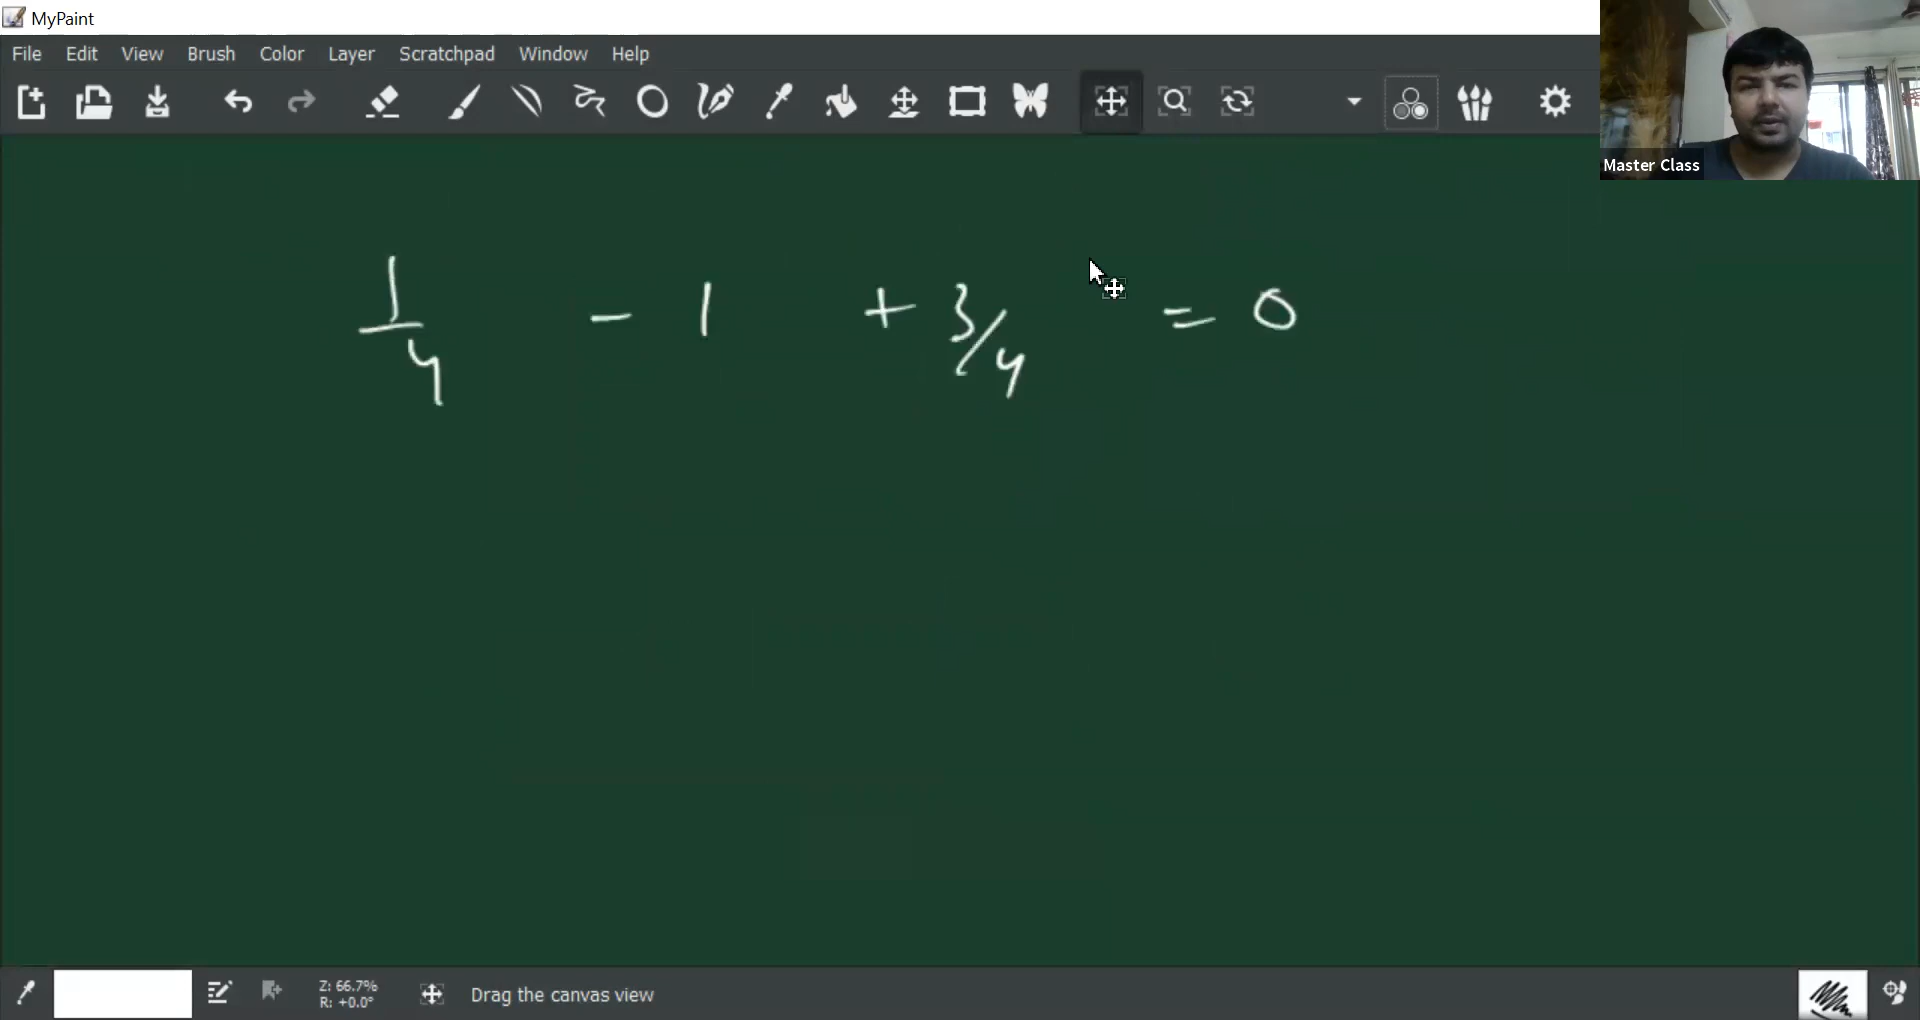 MyPaint
File Edit View Brush Color Layer Scratchpad Window Help
Master Class
1/4 - 1 + 3/4 = 0
Z: 66.7%
R: +0.0°
Drag the canvas view